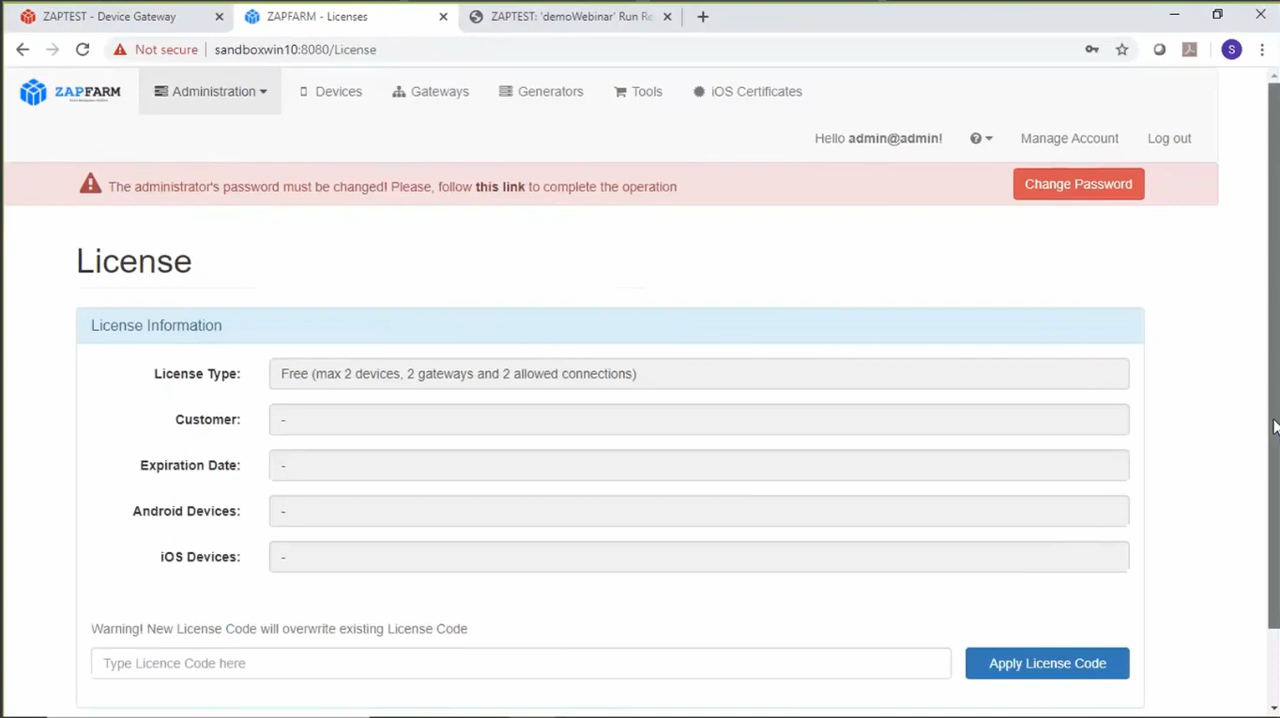 ZAPTEST - Device Gateway
ZAPFARM - Licenses
ZAPTEST: 'demoWebinar' Run Re
Not secure
sandboxwin10:8080/License
S
ZAPFARM
Administration
Devices
Gateways
Generators
Tools
iOS Certificates
Hello admin@admin!
Manage Account
Log out
The administrator's password must be changed! Please, follow this link to complete the operation
Change Password
License
License Information
License Type:
Free (max 2 devices, 2 gateways and 2 allowed connections)
Customer:
-
Expiration Date:
-
Android Devices:
-
iOS Devices:
-
Warning! New License Code will overwrite existing License Code
Type Licence Code here
Apply License Code